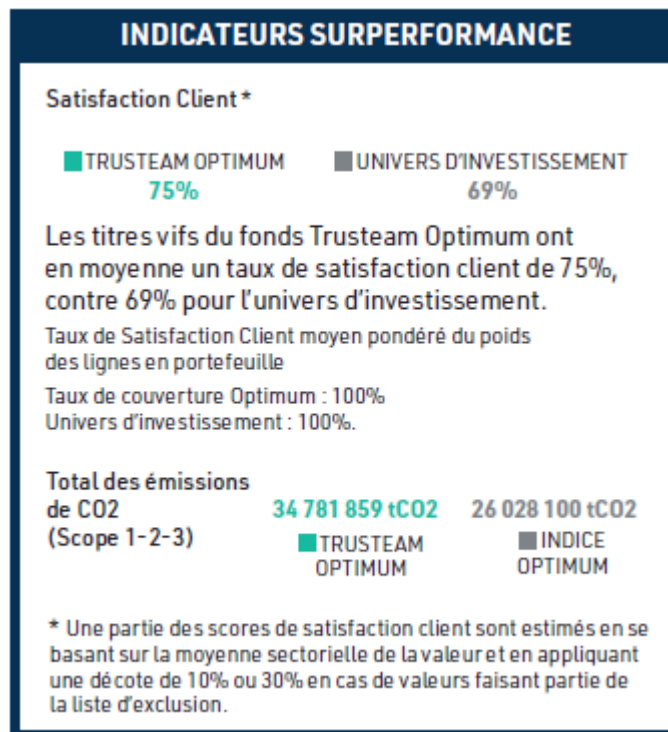 INDICATEURS SURPERFORMANCE
Satisfaction Client*
TRUSTEAM OPTIMUM UNIVERS D'INVESTISSEMENT
75% 69%
Les titres vifs du fonds Trusteam Optimum ont
en moyenne un taux de satisfaction client de 75%,
contre 69% pour l'univers d'investissement.
Taux de Satisfaction Client moyen pondéré du poids
des lignes en portefeuille
Taux de couverture Optimum : 100%
Univers d'investissement : 100%.
Total des émissions
de CO2 34 781 859 tCO2 26 028 100 tCO2
(Scope 1-2-3) TRUSTEAM INDICE
OPTIMUM OPTIMUM
* Une partie des scores de satisfaction client sont estimés en se
basant sur la moyenne sectorielle de la valeur et en appliquant
une décote de 10% ou 30% en cas de valeurs faisant partie de
la liste d'exclusion.